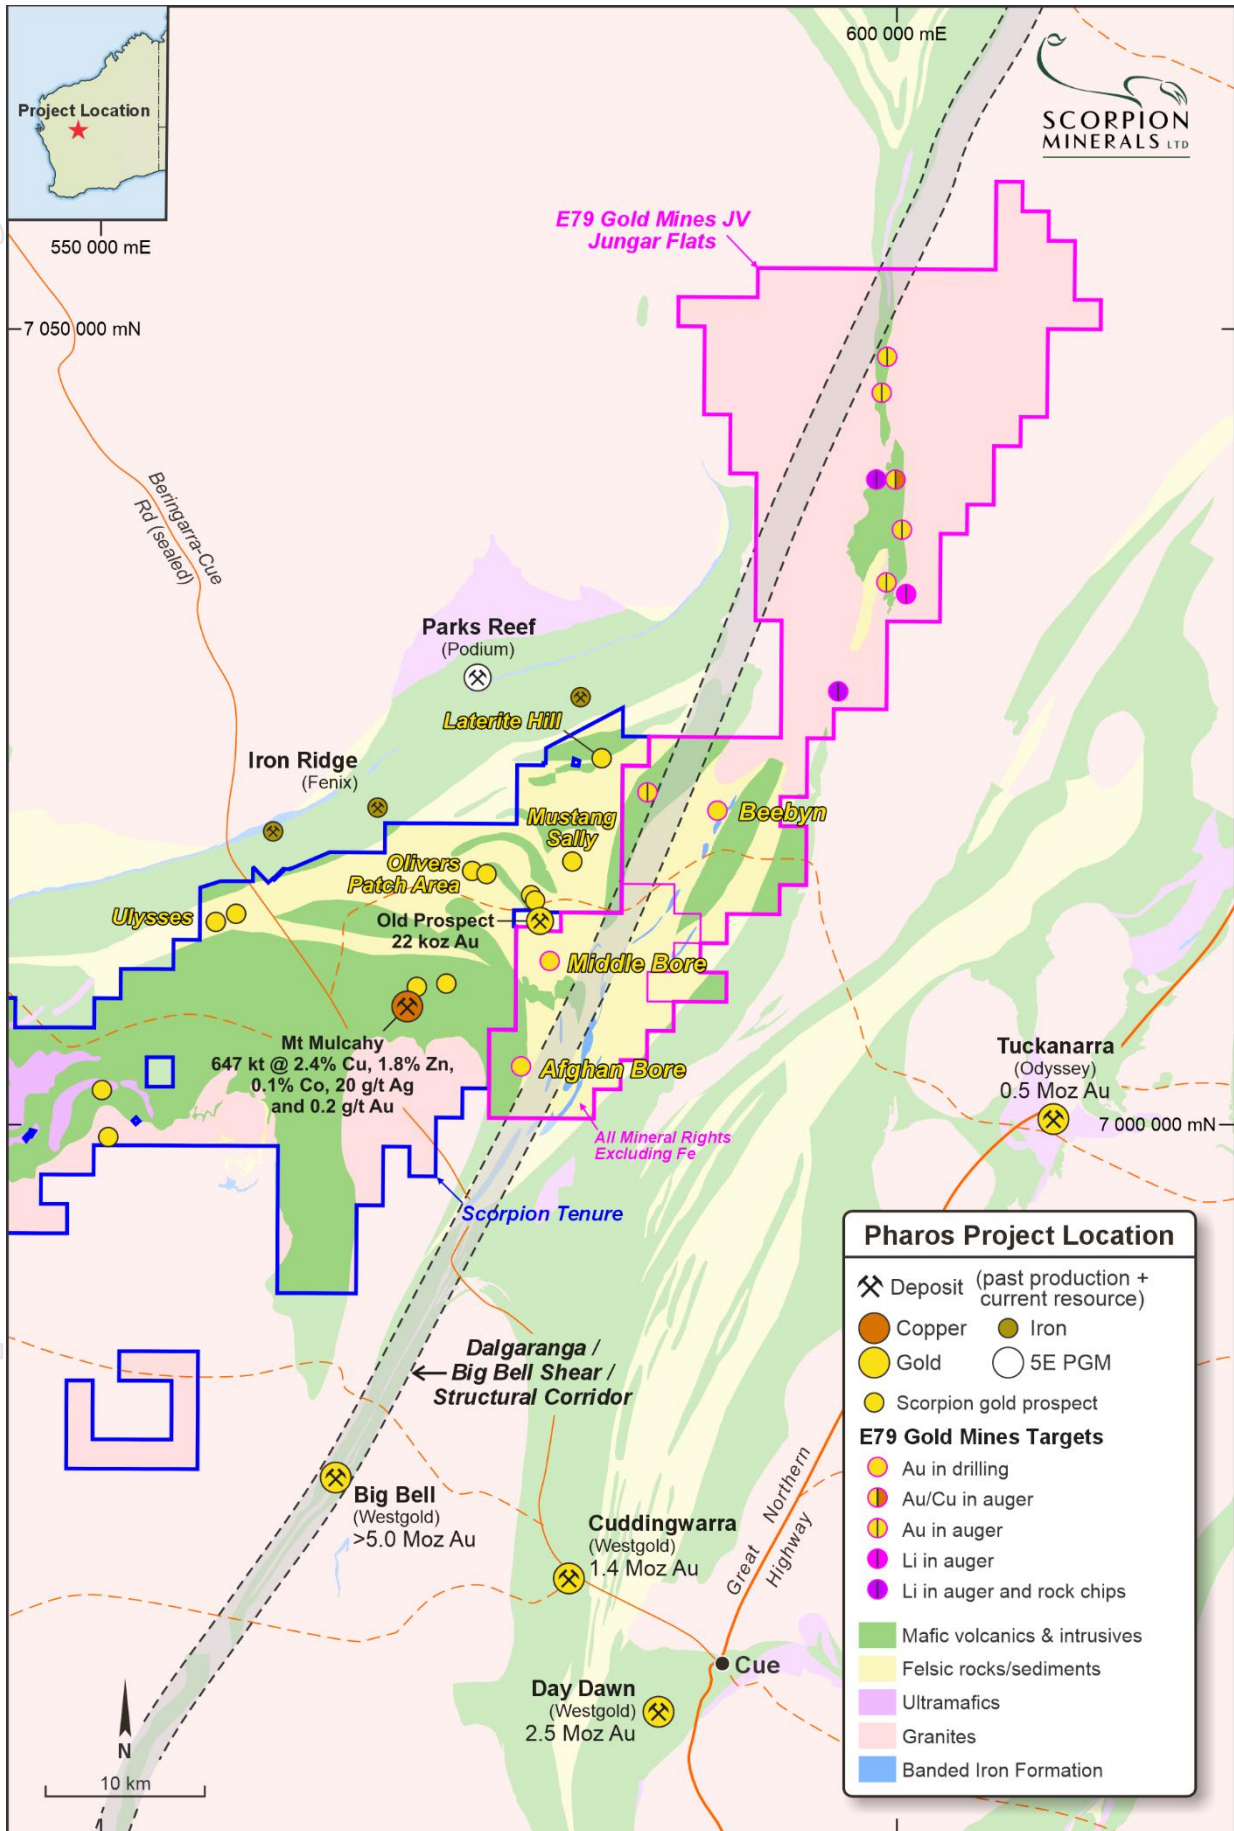 600 000 mE
SCORPION
MINERALS LTD
Project Location
550 000 mE
E79 Gold Mines JV
Jungar Flats
7 050 000 mN
Beringarra-Cue
Rd (sealed)
Parks Reef
(Podium)
Laterite Hill
Iron Ridge
(Fenix)
Mustang
Sally
Beebyn
Olivers
Patch Area
Ulysses
Old Prospect
22 koz Au
Middle Bore
Mt Mulcahy
647 kt @ 2.4% Cu, 1.8% Zn,
0.1% Co, 20 g/t Ag
and 0.2 g/t Au
Afghan Bore
Tuckanarra
(Odyssey)
0.5 Moz Au
All Mineral Rights
Excluding Fe
7 000 000 mN
Scorpion Tenure
Dalgaranga /
Big Bell Shear /
Structural Corridor
Big Bell
(Westgold)
>5.0 Moz Au
Cuddingwarra
(Westgold)
1.4 Moz Au
Great Northern
Highway
Cue
Day Dawn
(Westgold)
2.5 Moz Au
N
10 km
Pharos Project Location
Deposit (past production +
current resource)
Copper
Iron
Gold
5E PGM
Scorpion gold prospect
E79 Gold Mines Targets
Au in drilling
Au/Cu in auger
Au in auger
Li in auger
Li in auger and rock chips
Mafic volcanics & intrusives
Felsic rocks/sediments
Ultramafics
Granites
Banded Iron Formation